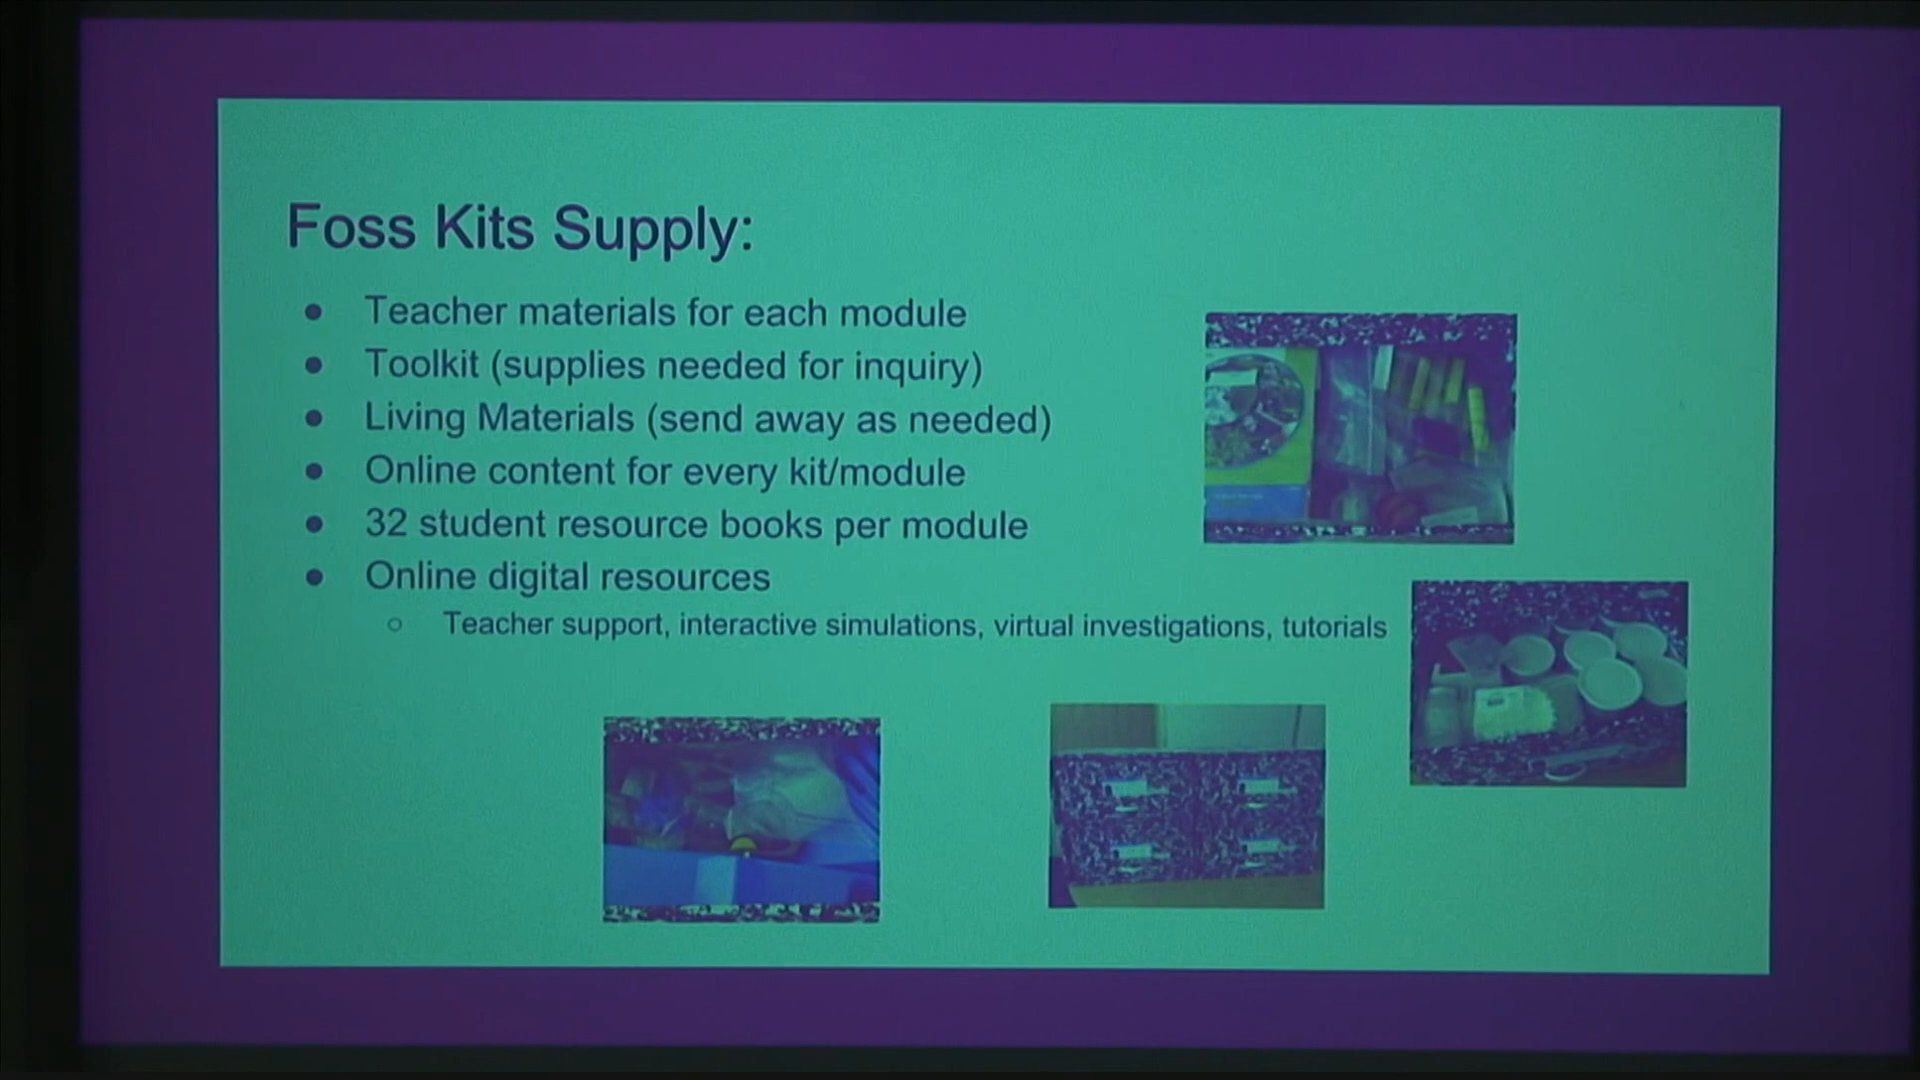 Foss Kits Supply:
● Teacher materials for each module
● Toolkit (supplies needed for inquiry)
● Living Materials (send away as needed)
● Online content for every kit/module
● 32 student resource books per module
● Online digital resources
○ Teacher support, interactive simulations, virtual investigations, tutorials